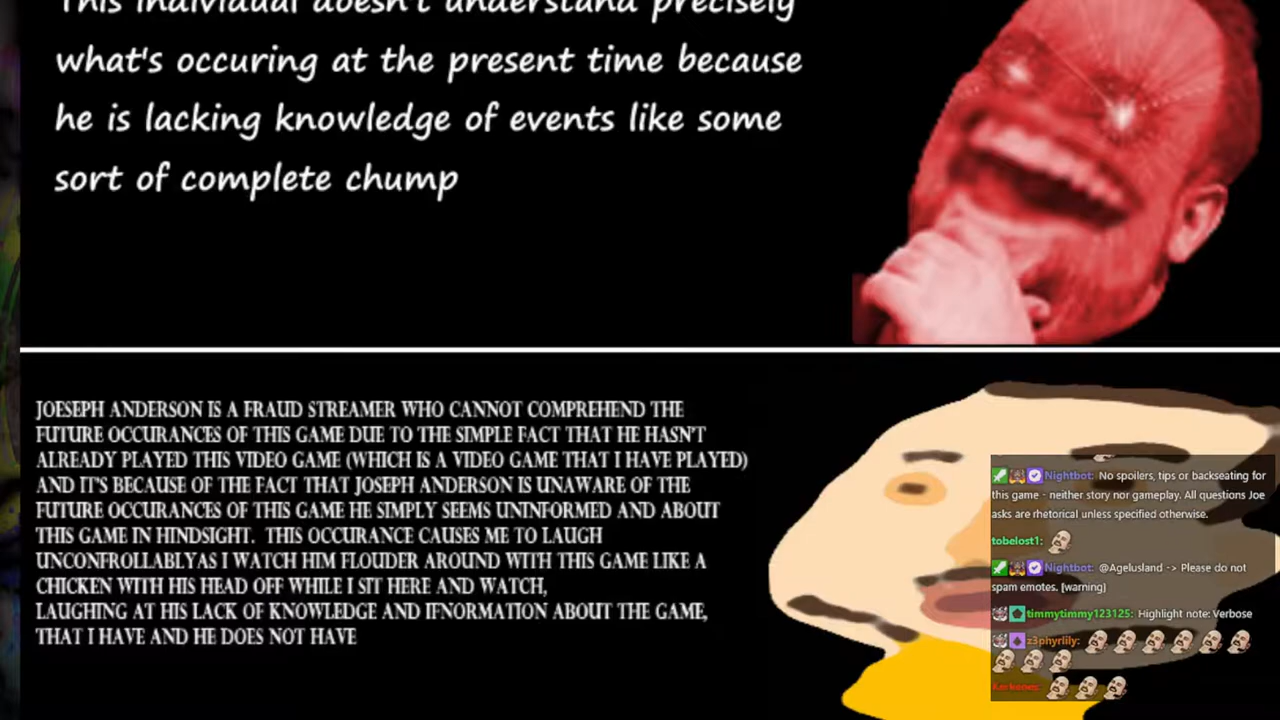 This individual doesn't understand precisely
what's occuring at the present time because
he is lacking knowledge of events like some
sort of complete chump
JOESEPH ANDERSON IS A FRAUD STREAMER WHO CANNOT COMPREHEND THE
FUTURE OCCURANCES OF THIS GAME DUE TO THE SIMPLE FACT THAT HE HASN'T
ALREADY PLAYED THIS VIDEO GAME (WHICH IS A VIDEO GAME THAT I HAVE PLAYED)
AND IT'S BECAUSE OF THE FACT THAT JOSEPH ANDERSON IS UNAWARE OF THE
FUTURE OCCURANCES OF THIS GAME HE SIMPLY SEEMS UNINFORMED AND ABOUT
THIS GAME IN HINDSIGHT. THIS OCCURANCE CAUSES ME TO LAUGH
UNCONFROLLABLYAS I WATCH HIM FLOUDER AROUND WITH THIS GAME LIKE A
CHICKEN WITH HIS HEAD OFF WHILE I SIT HERE AND WATCH,
LAUGHING AT HIS LACK OF KNOWLEDGE AND IFNORMATION ABOUT THE GAME,
THAT I HAVE AND HE DOES NOT HAVE
Nightbot: No spoilers, tips or backseating for
this game - neither story nor gameplay. All questions Joe
asks are rhetorical unless specified otherwise.
tobelost1:
Nightbot: @Agelusland -> Please do not
spam emotes. [warning]
timmytimmy123125: Highlight note: Verbose
z3phyrlily: